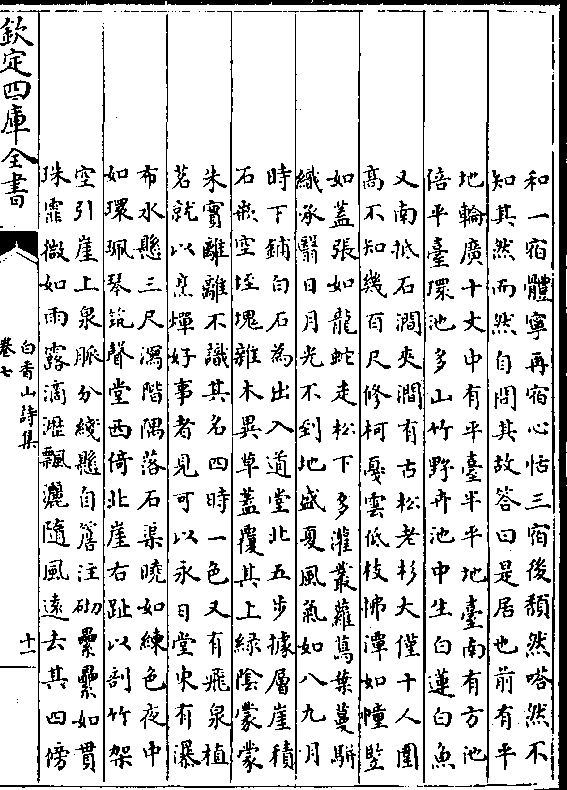 和一宿體寧再宿心恬三宿後頹然嗒然不
知其然而然自問其故答曰是居也前有平
地輪廣十丈中有平臺半平地臺南有方池
倍平臺環池多山竹野卉池中生白蓮白魚
又南抵石澗夾澗有古松老杉大僅十人圍
高不知幾百尺修柯戛雲低枝拂潭如幢竪
如蓋張如龍蛇走松下多灌叢蘿蔦葉蔓駢
織承翳日月光不到地盛夏風氣如八九月
時下鋪白石為出入道堂北五步據層崖積
石嵌空垤塊雜木異草蓋覆其上綠陰蒙蒙
朱實離離不識其名四時一色又有飛泉植
茗就以烹燀好事者見可以永日堂東有瀑
布水懸三尺瀉階隅落石渠曉如練色夜中
如環珮琴筑聲堂西倚北崖右趾以剖竹架
空引崖上泉脈分綫懸自簷注砌纍纍如貫
珠霏微如雨露滴瀝飄灑隨風遠去其四傍
欽定四庫全書
白香山詩集
卷七
十一